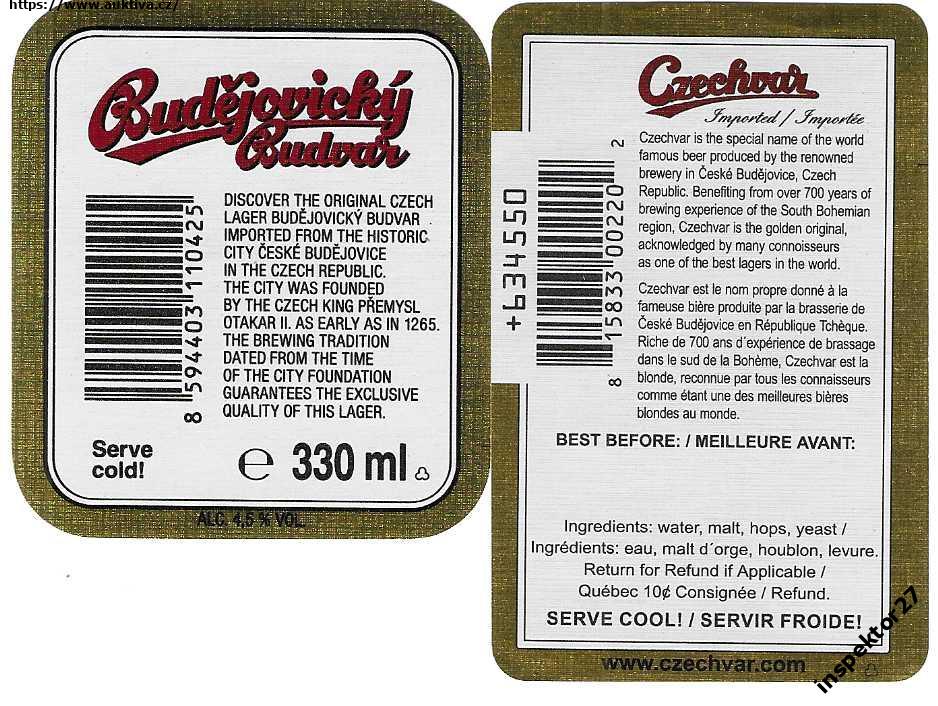 https://www.auktiva.cz/
Budějovický
Budvar
8594403110425
DISCOVER THE ORIGINAL CZECH
LAGER BUDĚJOVICKÝ BUDVAR
IMPORTED FROM THE HISTORIC
CITY ČESKÉ BUDĚJOVICE
IN THE CZECH REPUBLIC.
THE CITY WAS FOUNDED
BY THE CZECH KING PŘEMYSL
OTAKAR II. AS EARLY AS IN 1265.
THE BREWING TRADITION
DATED FROM THE TIME
OF THE CITY FOUNDATION
GUARANTEES THE EXCLUSIVE
QUALITY OF THIS LAGER.
Serve
cold!
℮ 330 ml
ALC. 4,5 % VOL.
Czechvar
Imported / Importée
+634550
8 15833 00220 2
Czechvar is the special name of the world
famous beer produced by the renowned
brewery in České Budějovice, Czech
Republic. Benefiting from over 700 years of
brewing experience of the South Bohemian
region, Czechvar is the golden original,
acknowledged by many connoisseurs
as one of the best lagers in the world.
Czechvar est le nom propre donné à la
fameuse bière produite par la brasserie de
České Budějovice en République Tchèque.
Riche de 700 ans d´expérience de brassage
dans le sud de la Bohème, Czechvar est la
blonde, reconnue par tous les connaisseurs
comme étant une des meilleures bières
blondes au monde.
BEST BEFORE: / MEILLEURE AVANT:
Ingredients: water, malt, hops, yeast /
Ingrédients: eau, malt d´orge, houblon, levure.
Return for Refund if Applicable /
Québec 10¢ Consignée / Refund.
SERVE COOL! / SERVIR FROIDE!
www.czechvar.com
inspektor27